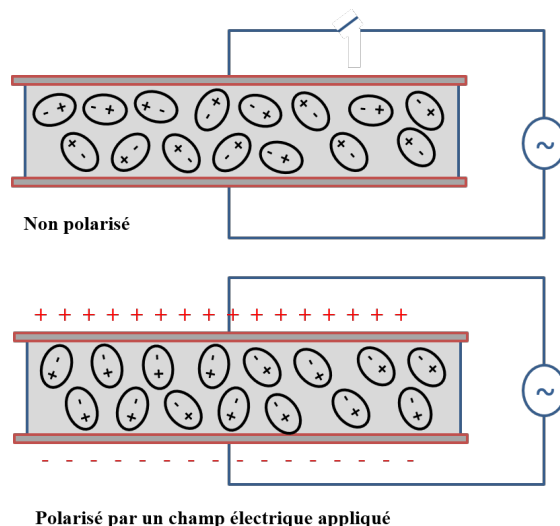 Non polarisé
+ + + + + + + + + + + + + + +
- - - - - - - - - - - - - -
Polarisé par un champ électrique appliqué